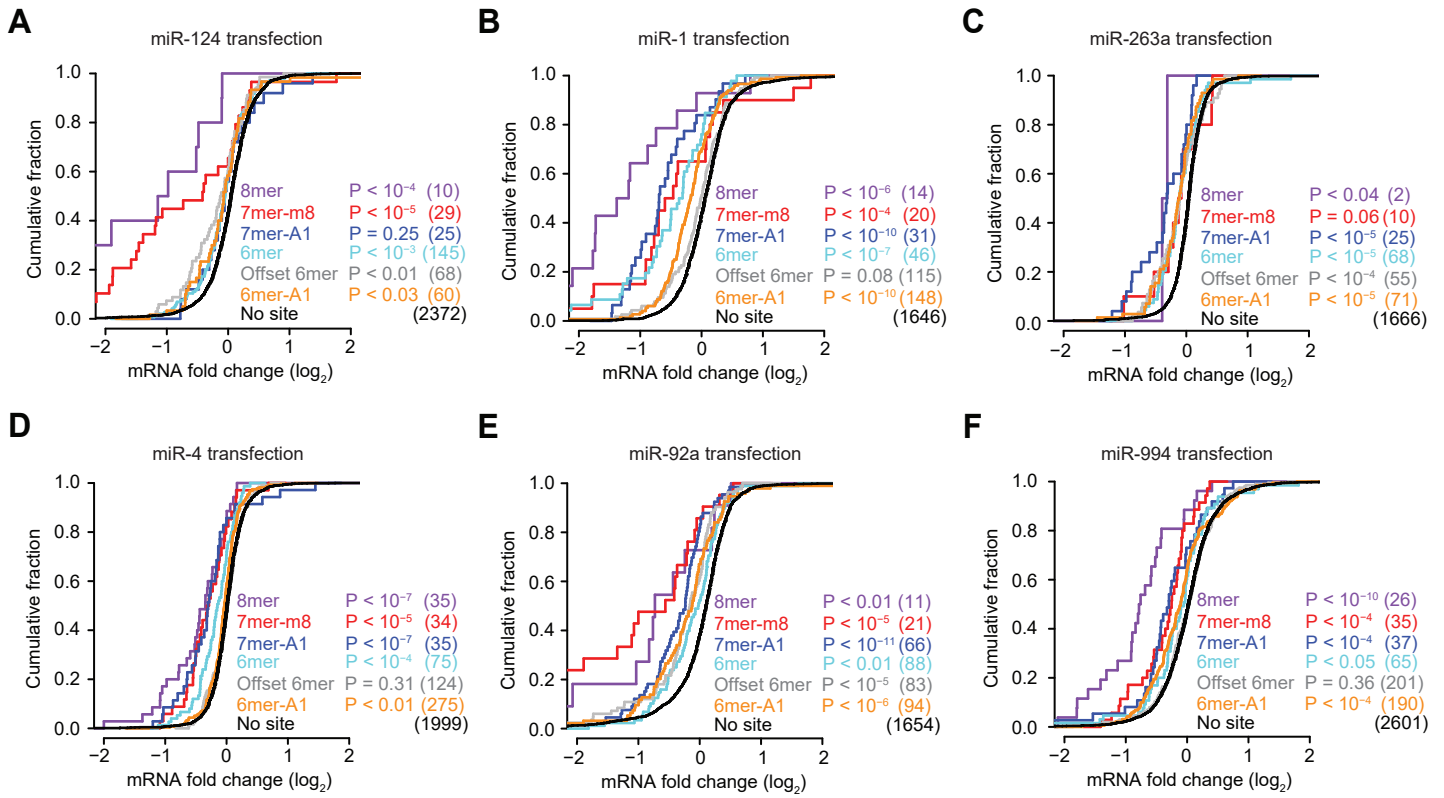 A
miR-124 transfection
Cumulative fraction
1.0
0.8
0.6
0.4
0.2
0.0
8mer P < 10⁻⁴ (10)
7mer-m8 P < 10⁻⁵ (29)
7mer-A1 P = 0.25 (25)
6mer P < 10⁻³ (145)
Offset 6mer P < 0.01 (68)
6mer-A1 P < 0.03 (60)
No site (2372)
−2 −1 0 1 2
mRNA fold change (log₂)
B
miR-1 transfection
Cumulative fraction
1.0
0.8
0.6
0.4
0.2
0.0
8mer P < 10⁻⁶ (14)
7mer-m8 P < 10⁻⁴ (20)
7mer-A1 P < 10⁻¹⁰ (31)
6mer P < 10⁻⁷ (46)
Offset 6mer P = 0.08 (115)
6mer-A1 P < 10⁻¹⁰ (148)
No site (1646)
−2 −1 0 1 2
mRNA fold change (log₂)
C
miR-263a transfection
Cumulative fraction
1.0
0.8
0.6
0.4
0.2
0.0
8mer P < 0.04 (2)
7mer-m8 P = 0.06 (10)
7mer-A1 P < 10⁻⁵ (25)
6mer P < 10⁻⁵ (68)
Offset 6mer P < 10⁻⁴ (55)
6mer-A1 P < 10⁻⁵ (71)
No site (1666)
−2 −1 0 1 2
mRNA fold change (log₂)
D
miR-4 transfection
Cumulative fraction
1.0
0.8
0.6
0.4
0.2
0.0
8mer P < 10⁻⁷ (35)
7mer-m8 P < 10⁻⁵ (34)
7mer-A1 P < 10⁻⁷ (35)
6mer P < 10⁻⁴ (75)
Offset 6mer P = 0.31 (124)
6mer-A1 P < 0.01 (275)
No site (1999)
−2 −1 0 1 2
mRNA fold change (log₂)
E
miR-92a transfection
Cumulative fraction
1.0
0.8
0.6
0.4
0.2
0.0
8mer P < 0.01 (11)
7mer-m8 P < 10⁻⁵ (21)
7mer-A1 P < 10⁻¹¹ (66)
6mer P < 0.01 (88)
Offset 6mer P < 10⁻⁵ (83)
6mer-A1 P < 10⁻⁶ (94)
No site (1654)
−2 −1 0 1 2
mRNA fold change (log₂)
F
miR-994 transfection
Cumulative fraction
1.0
0.8
0.6
0.4
0.2
0.0
8mer P < 10⁻¹⁰ (26)
7mer-m8 P < 10⁻⁴ (35)
7mer-A1 P < 10⁻⁴ (37)
6mer P < 0.05 (65)
Offset 6mer P = 0.36 (201)
6mer-A1 P < 10⁻⁴ (190)
No site (2601)
−2 −1 0 1 2
mRNA fold change (log₂)